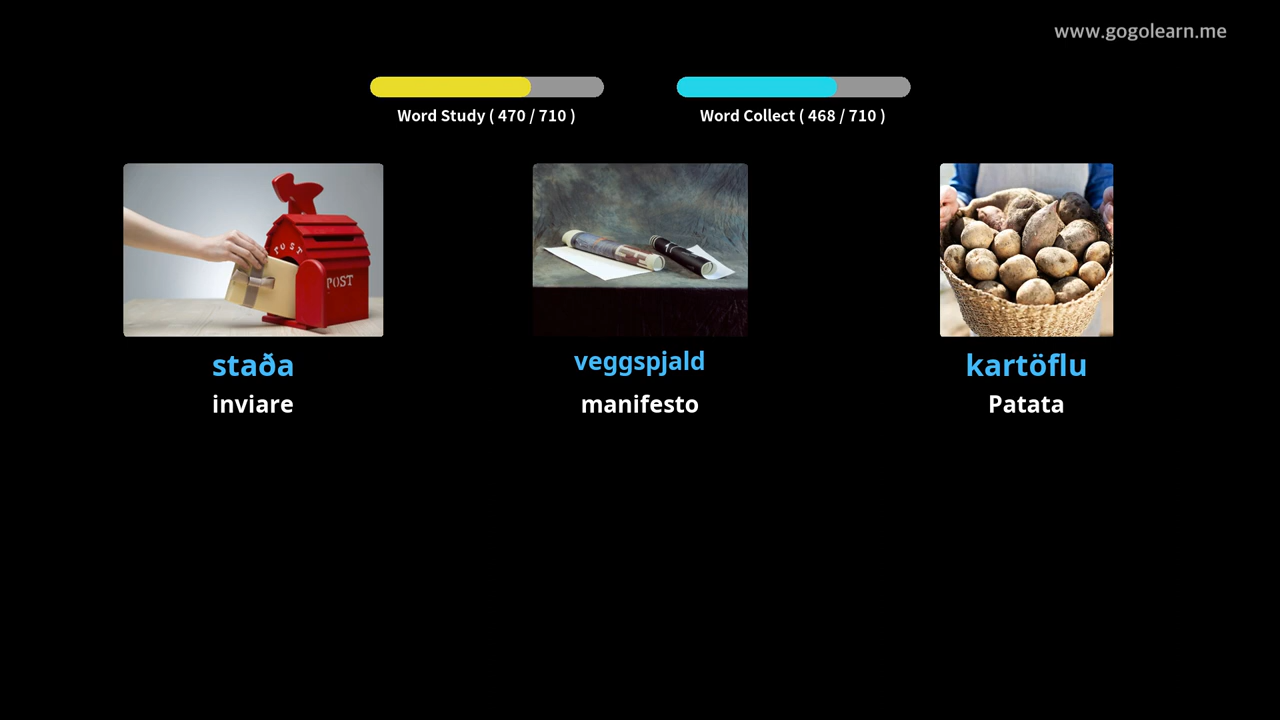 www.gogolearn.me
Word Study ( 470 / 710 )
Word Collect ( 468 / 710 )
POST
POST
staða
inviare
veggspjald
manifesto
kartöflu
Patata